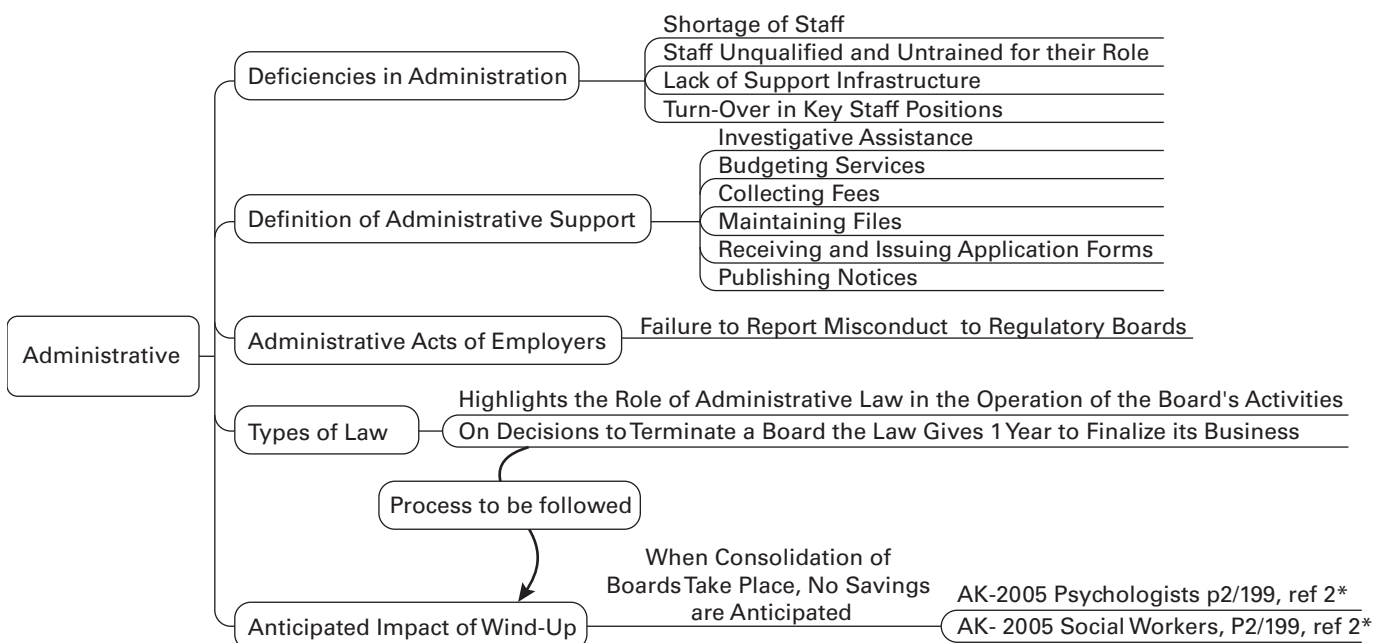 Administrative
Deficiencies in Administration
Shortage of Staff
Staff Unqualified and Untrained for their Role
Lack of Support Infrastructure
Turn-Over in Key Staff Positions
Definition of Administrative Support
Investigative Assistance
Budgeting Services
Collecting Fees
Maintaining Files
Receiving and Issuing Application Forms
Publishing Notices
Administrative Acts of Employers
Failure to Report Misconduct to Regulatory Boards
Types of Law
Highlights the Role of Administrative Law in the Operation of the Board's Activities
On Decisions to Terminate a Board the Law Gives 1 Year to Finalize its Business
Process to be followed
Anticipated Impact of Wind-Up
When Consolidation of
Boards Take Place, No Savings
are Anticipated
AK-2005 Psychologists p2/199, ref 2*
AK- 2005 Social Workers, P2/199, ref 2*